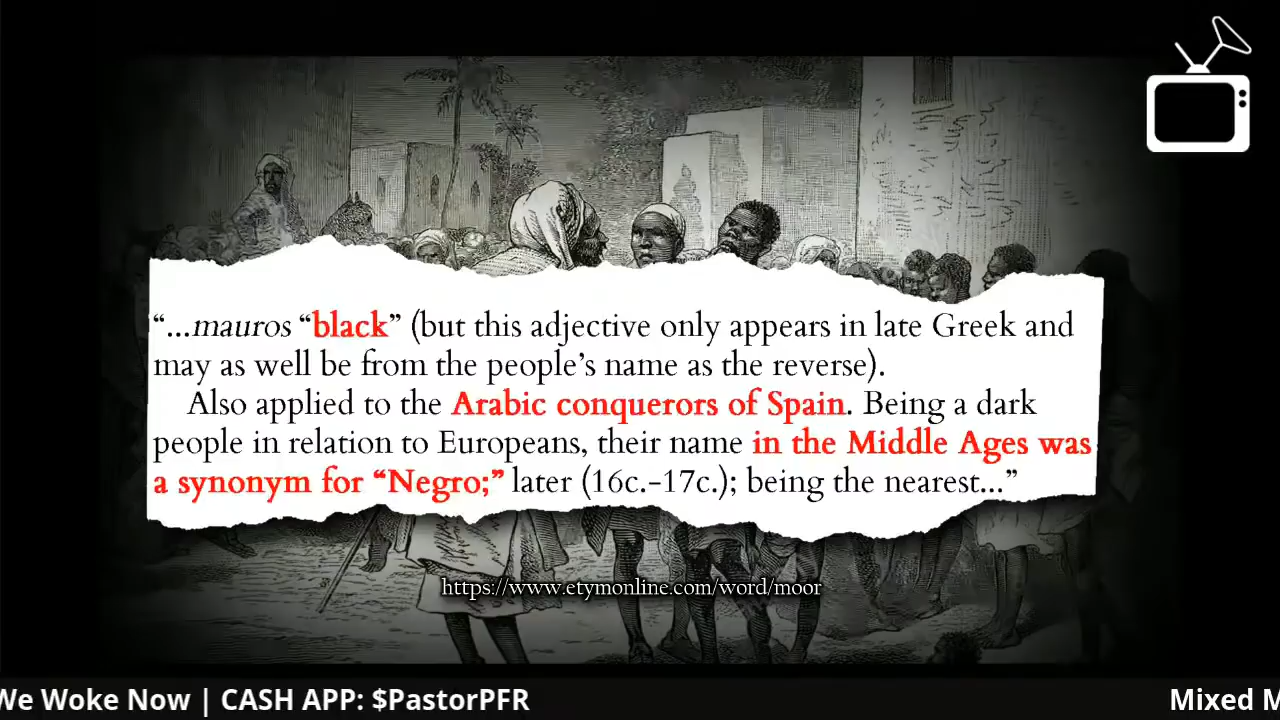 “...mauros “black” (but this adjective only appears in late Greek and
may as well be from the people’s name as the reverse).
Also applied to the Arabic conquerors of Spain. Being a dark
people in relation to Europeans, their name in the Middle Ages was
a synonym for “Negro;” later (16c.-17c.); being the nearest...”
https://www.etymonline.com/word/moor
We Woke Now | CASH APP: $PastorPFR
Mixed M